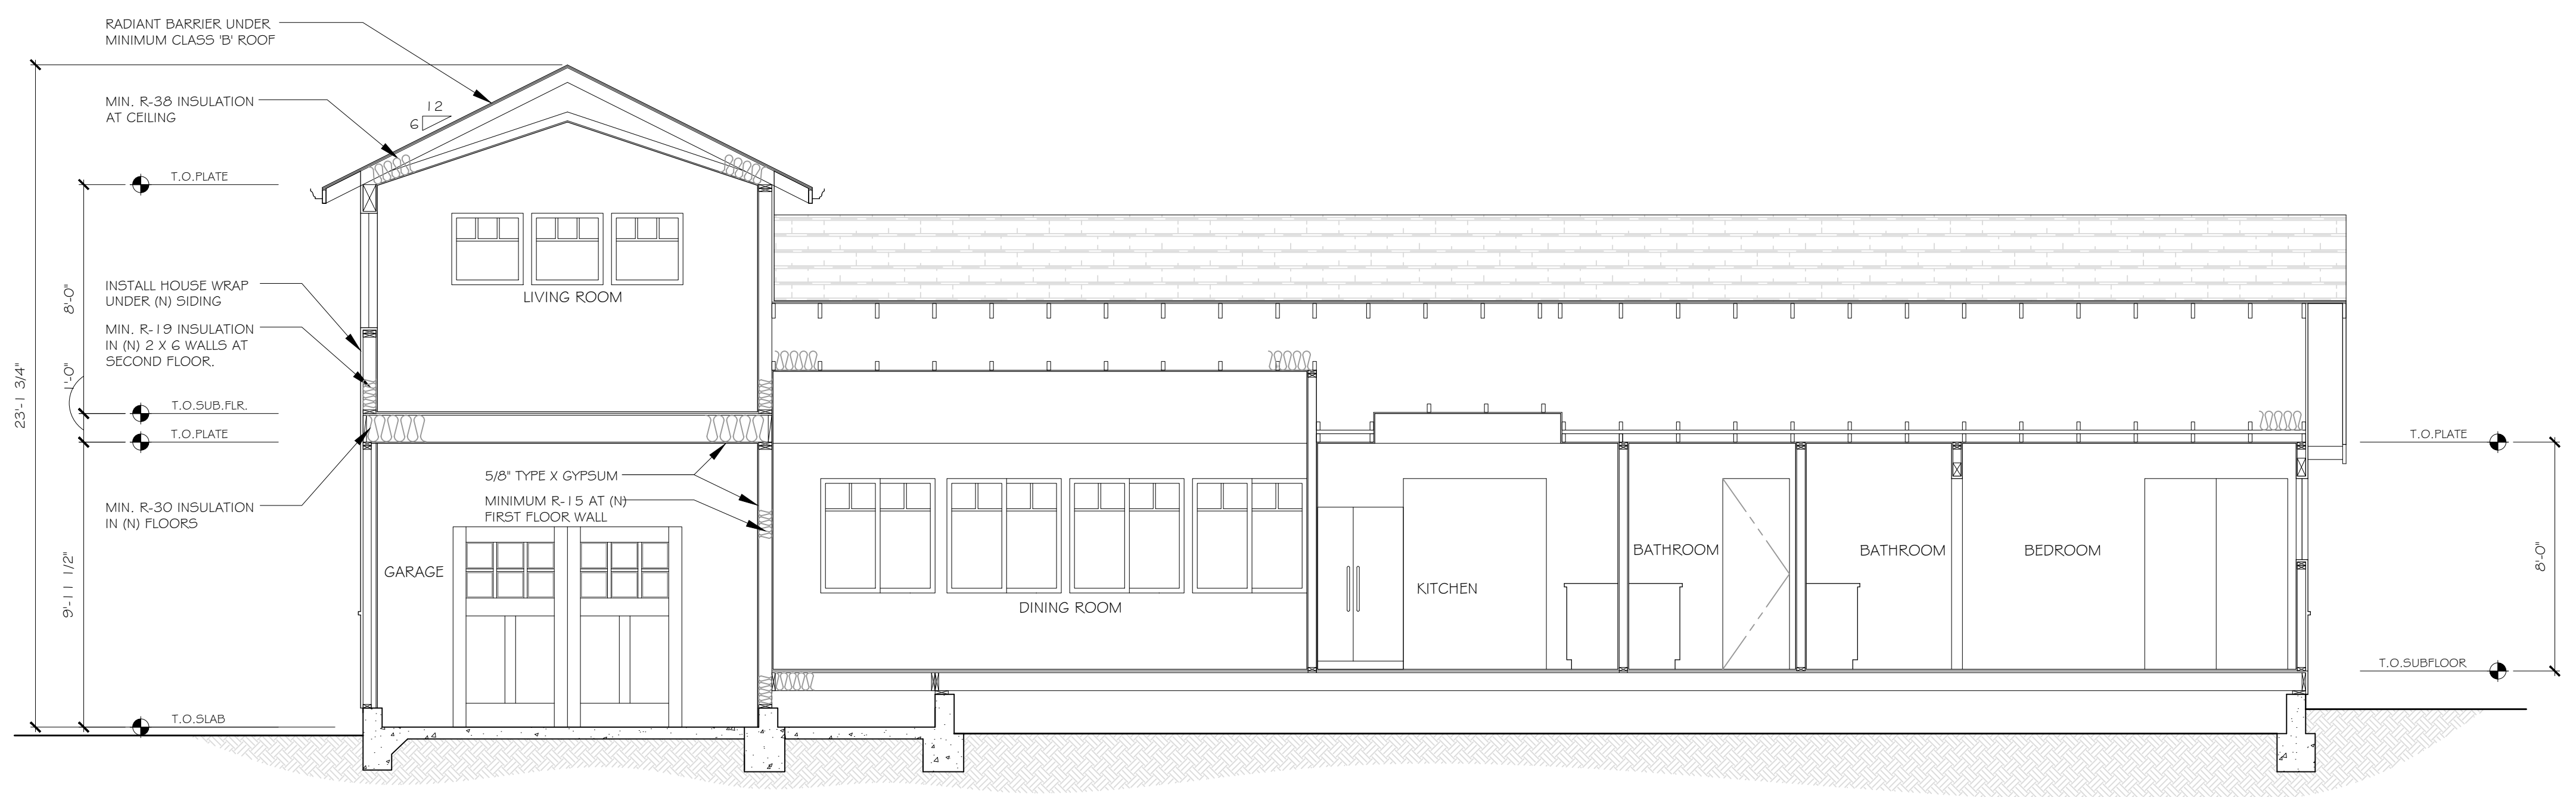 RADIANT BARRIER UNDER
MINIMUM CLASS 'B' ROOF
MIN. R-38 INSULATION
AT CEILING
12
6
T.O.PLATE
8'-0"
23'-1 3/4"
INSTALL HOUSE WRAP
UNDER (N) SIDING
LIVING ROOM
MIN. R-19 INSULATION
IN (N) 2 X 6 WALLS AT
SECOND FLOOR.
1'-0"
T.O.SUB.FLR.
T.O.PLATE
T.O.PLATE
5/8" TYPE X GYPSUM
MINIMUM R-15 AT (N)
FIRST FLOOR WALL
MIN. R-30 INSULATION
IN (N) FLOORS
9'-11 1/2"
GARAGE
DINING ROOM
KITCHEN
BATHROOM
BATHROOM
BEDROOM
8'-0"
T.O.SUBFLOOR
T.O.SLAB